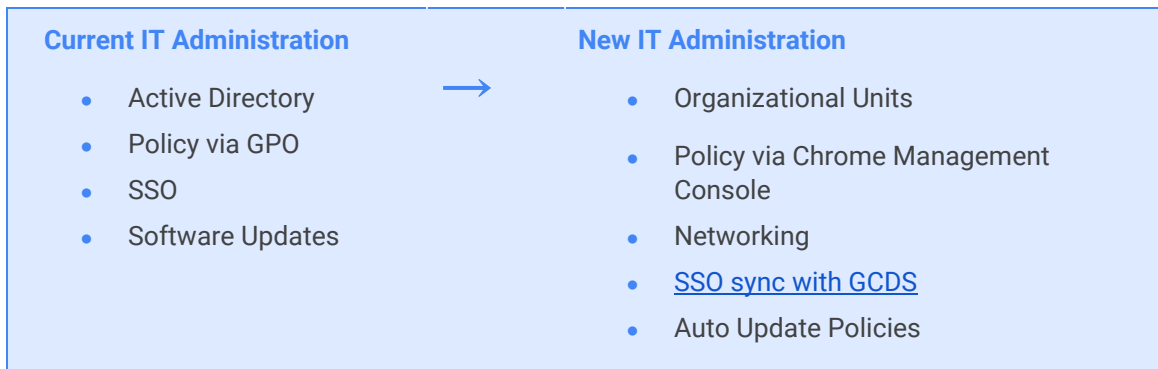 Current IT Administration
● Active Directory
● Policy via GPO
● SSO
● Software Updates
→
New IT Administration
● Organizational Units
● Policy via Chrome Management
Console
● Networking
● SSO sync with GCDS
● Auto Update Policies